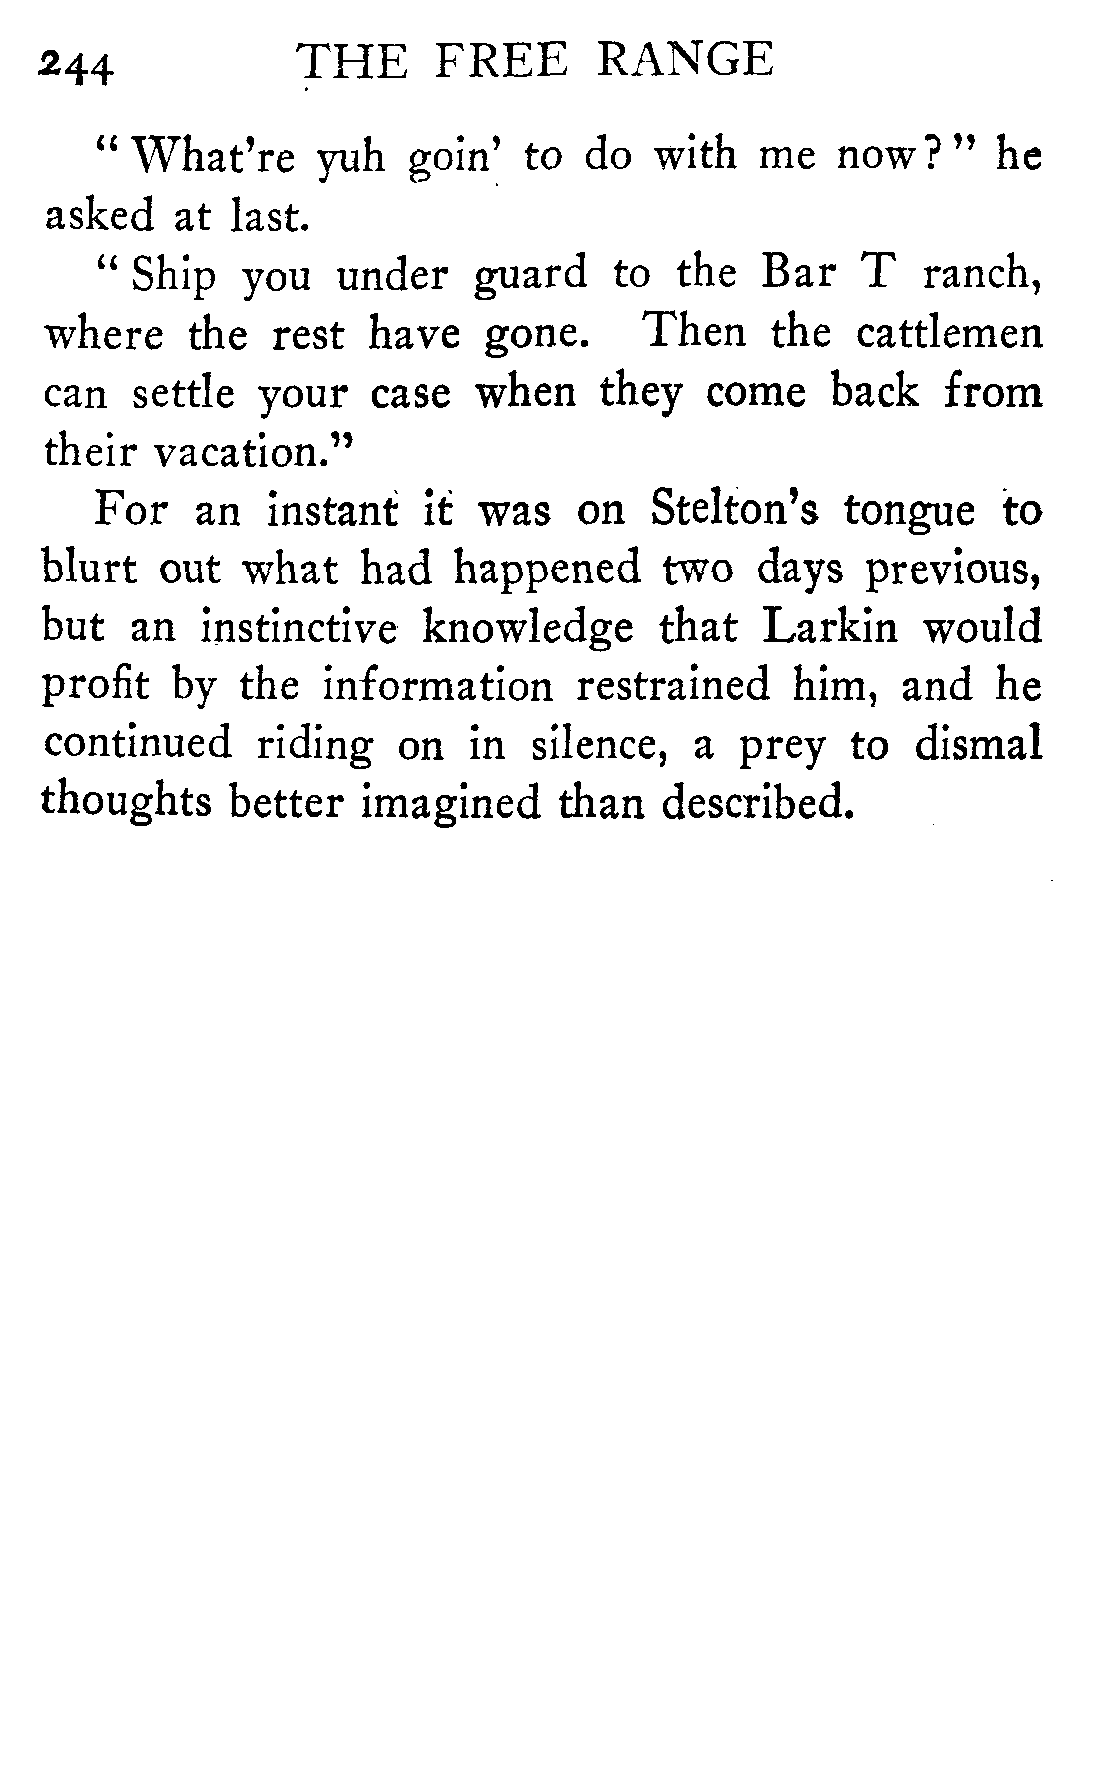 244 THE FREE RANGE
“ What’re yuh goin’ to do with me now? ” he
asked at last.
“ Ship you under guard to the Bar T ranch,
where the rest have gone. Then the cattlemen
can settle your case when they come back from
their vacation.”
For an instant it was on Stelton’s tongue to
blurt out what had happened two days previous,
but an instinctive knowledge that Larkin would
profit by the information restrained him, and he
continued riding on in silence, a prey to dismal
thoughts better imagined than described.